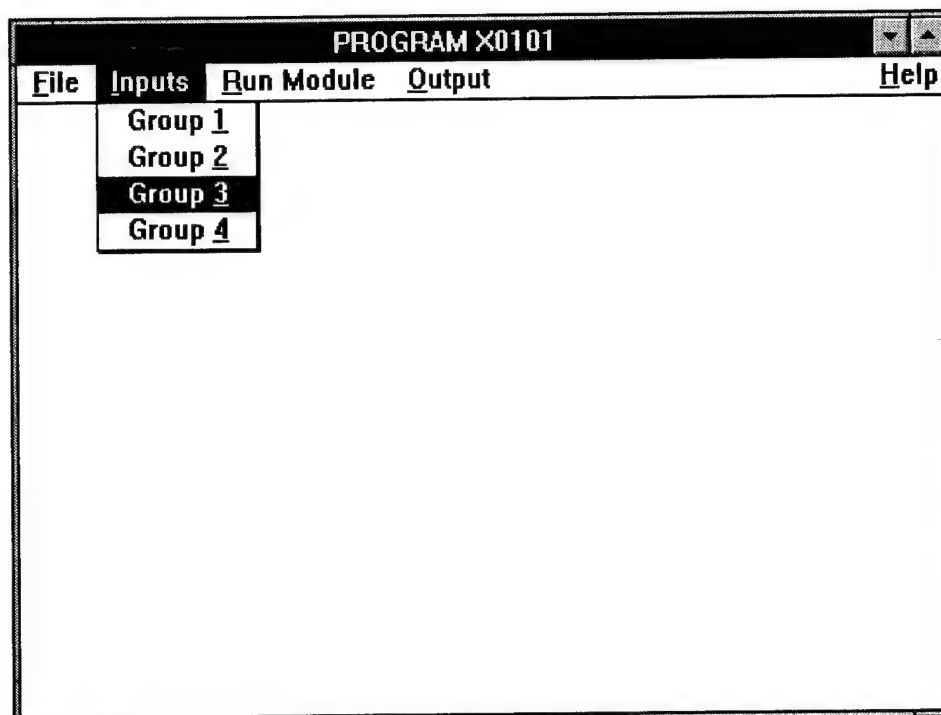 PROGRAM X0101
File Inputs Run Module Output Help
Group 1
Group 2
Group 3
Group 4